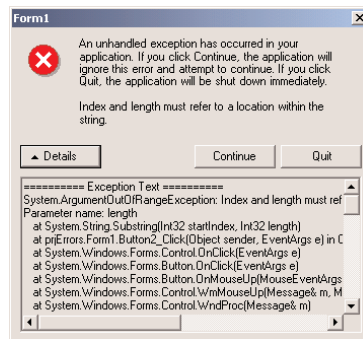 Form1
An unhandled exception has occurred in your
application. If you click Continue, the application will
ignore this error and attempt to continue. If you click
Quit, the application will be shut down immediately.
Index and length must refer to a location within the
string.
Details Continue Quit
========== Exception Text ==========
System.ArgumentOutOfRangeException: Index and length must ref
Parameter name: length
at System.String.Substring(Int32 startIndex, Int32 length)
at prjErrors.Form1.Button2_Click(Object sender, EventArgs e) in C
at System.Windows.Forms.Control.OnClick(EventArgs e)
at System.Windows.Forms.Button.OnClick(EventArgs e)
at System.Windows.Forms.Button.OnMouseUp(MouseEventArgs
at System.Windows.Forms.Control.WmMouseUp(Message& m, M
at System.Windows.Forms.Control.WndProc(Message& m)